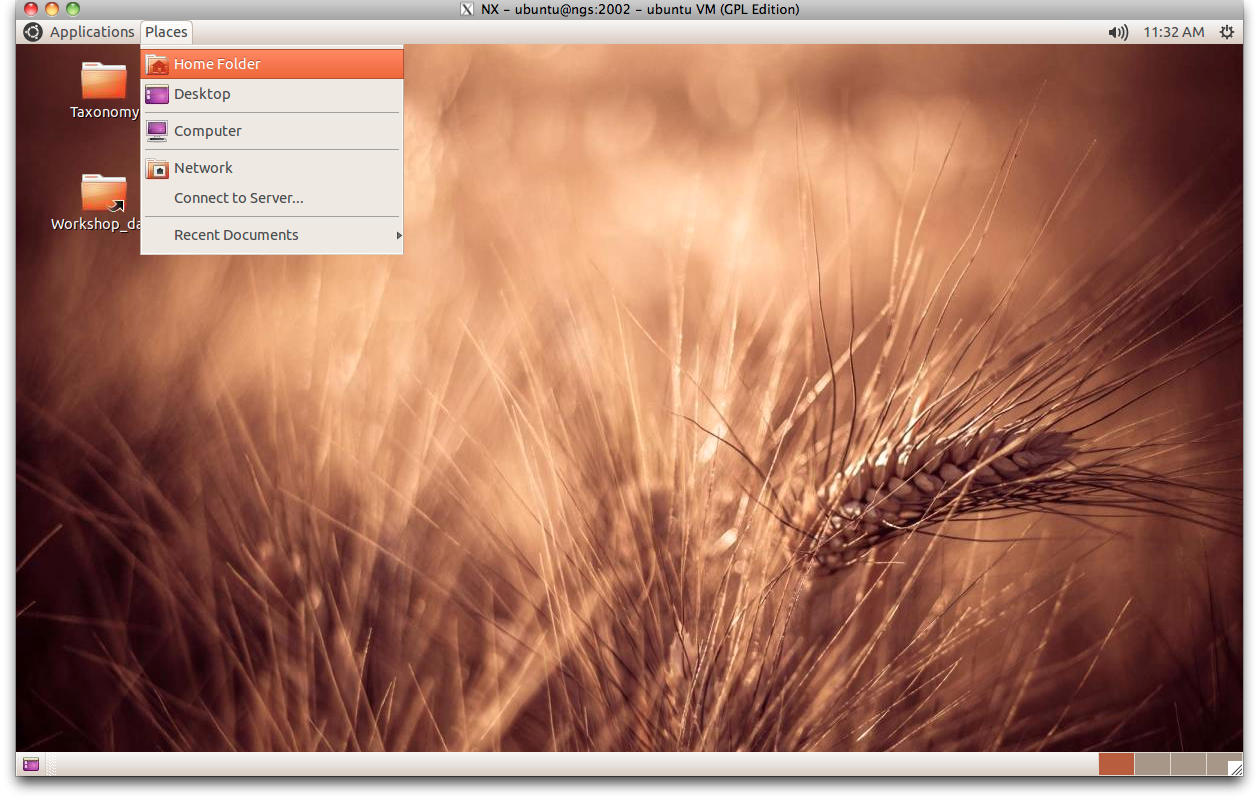 NX - ubuntu@ngs:2002 - ubuntu VM (GPL Edition)
Applications Places 11:32 AM
Home Folder
Desktop
Taxonomy
Computer
Network
Connect to Server...
Workshop_da
Recent Documents